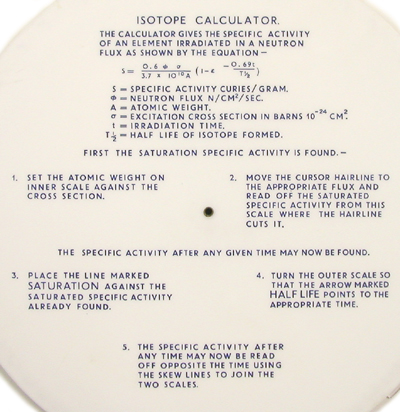 ISOTOPE CALCULATOR.
THE CALCULATOR GIVES THE SPECIFIC ACTIVITY
OF AN ELEMENT IRRADIATED IN A NEUTRON
FLUX AS SHOWN BY THE EQUATION —
S = 0.6 Φ σ / 3.7 × 10¹⁰A (1-ε -0.69t / T½)
S = SPECIFIC ACTIVITY CURIES/GRAM.
Φ = NEUTRON FLUX N/CM²/SEC.
A = ATOMIC WEIGHT.
σ = EXCITATION CROSS SECTION IN BARNS 10⁻²⁴ CM².
t = IRRADIATION TIME.
T½ = HALF LIFE OF ISOTOPE FORMED.
FIRST THE SATURATION SPECIFIC ACTIVITY IS FOUND. —
1. SET THE ATOMIC WEIGHT ON
INNER SCALE AGAINST THE
CROSS SECTION.
2. MOVE THE CURSOR HAIRLINE TO
THE APPROPRIATE FLUX AND
READ OFF THE SATURATED
SPECIFIC ACTIVITY FROM THIS
SCALE WHERE THE HAIRLINE
CUTS IT.
THE SPECIFIC ACTIVITY AFTER ANY GIVEN TIME MAY NOW BE FOUND.
3. PLACE THE LINE MARKED
SATURATION AGAINST THE
SATURATED SPECIFIC ACTIVITY
ALREADY FOUND.
4. TURN THE OUTER SCALE SO
THAT THE ARROW MARKED
HALF LIFE POINTS TO THE
APPROPRIATE TIME.
5. THE SPECIFIC ACTIVITY AFTER
ANY TIME MAY NOW BE READ
OFF OPPOSITE THE TIME USING
THE SKEW LINES TO JOIN THE
TWO SCALES.